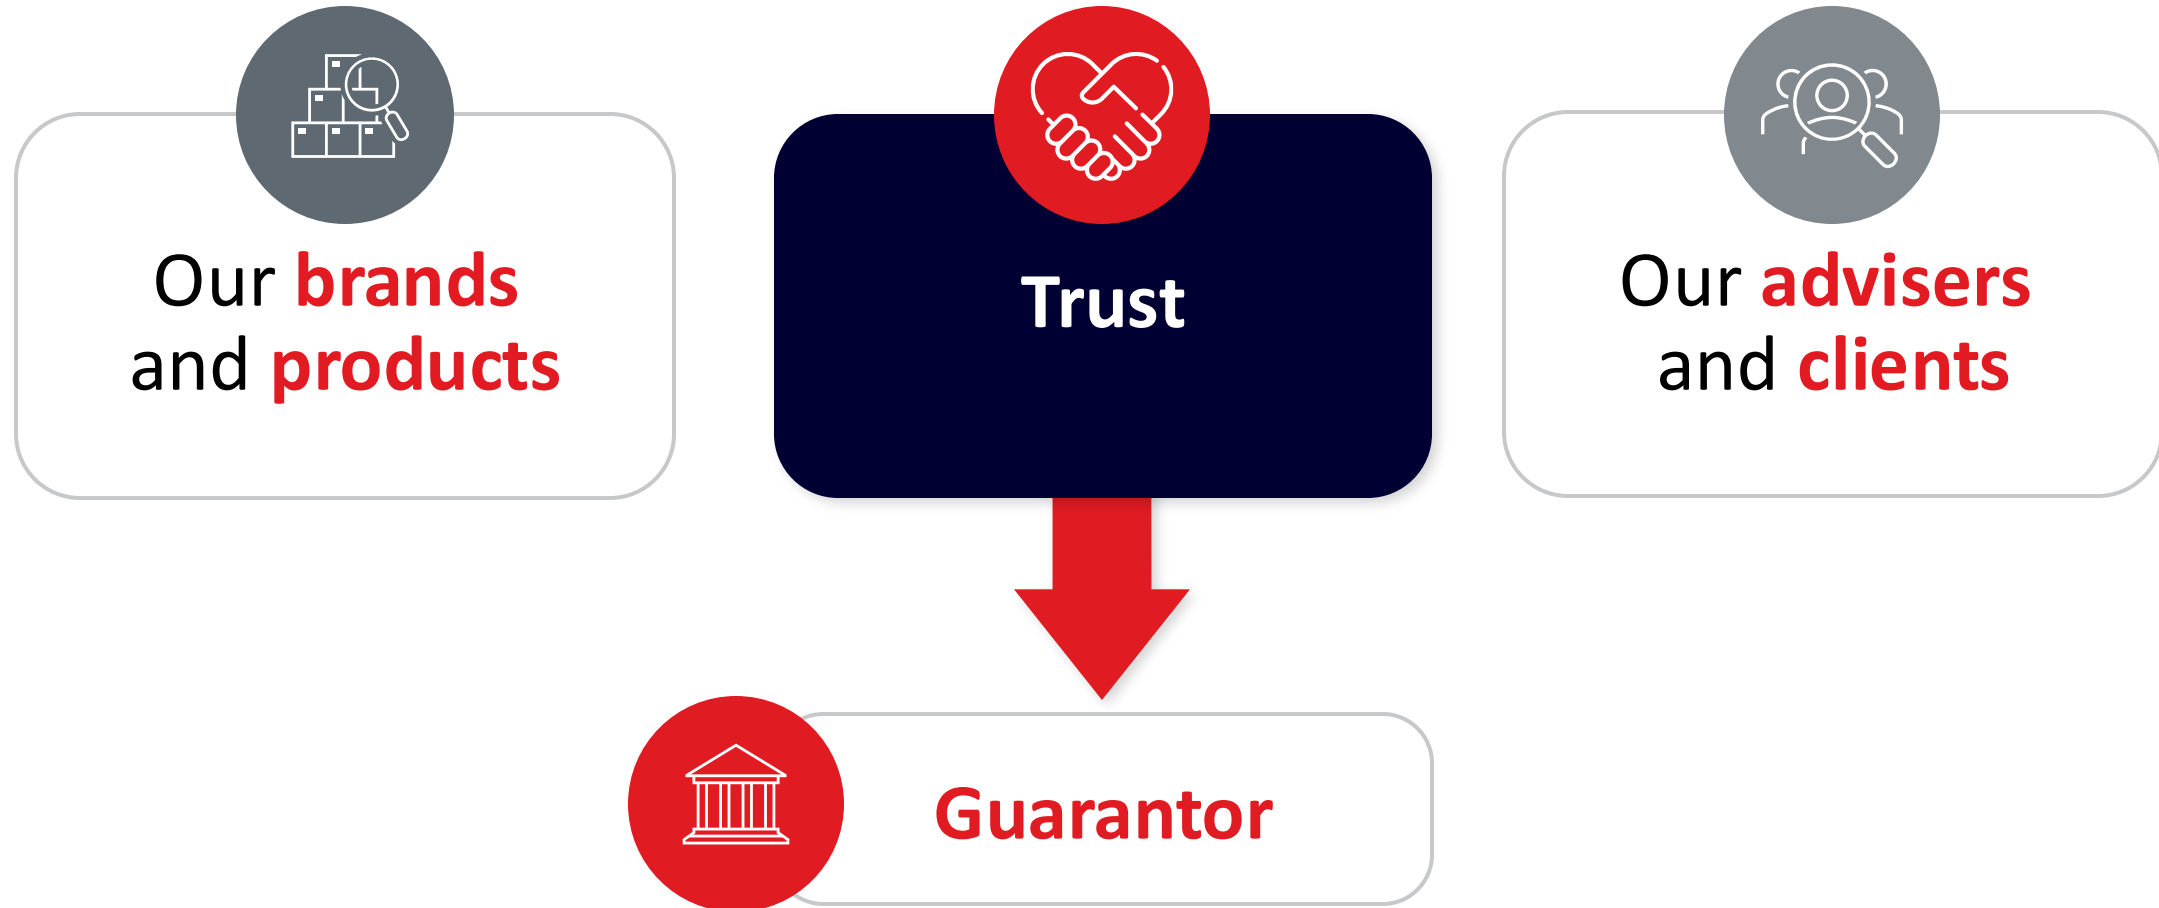 Our brands
and products
Trust
Our advisers
and clients
Guarantor